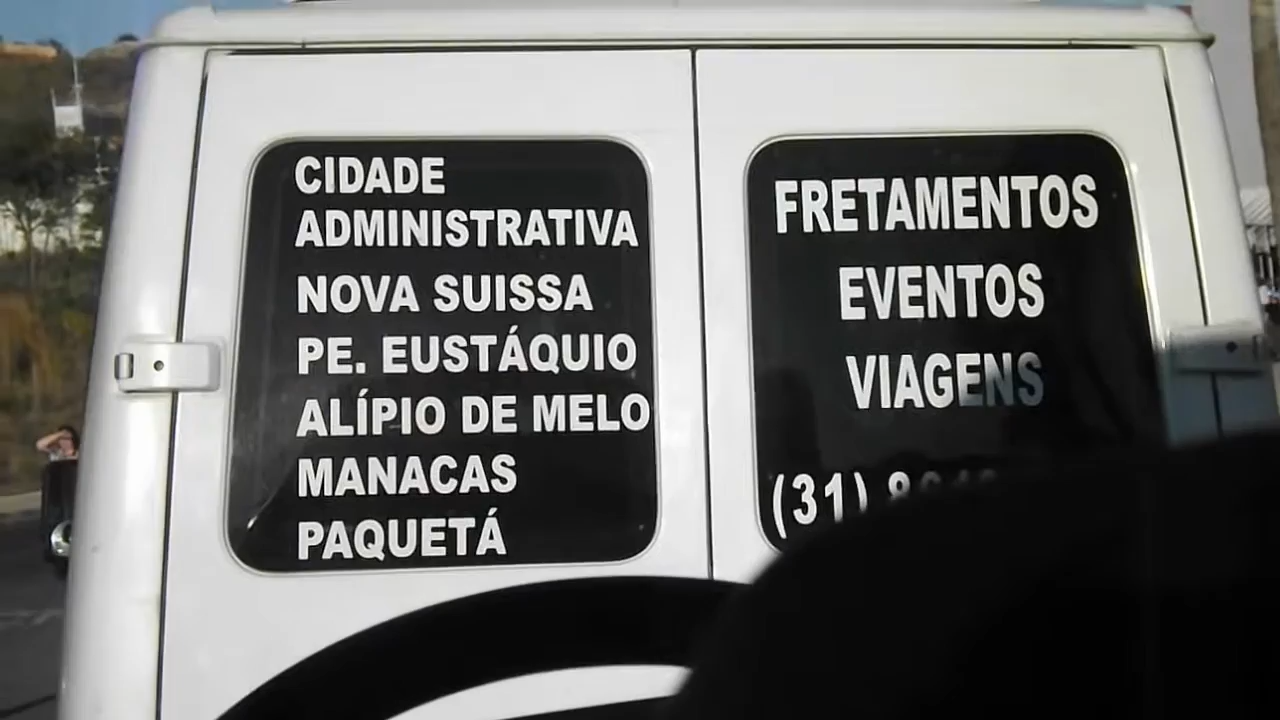 CIDADE
ADMINISTRATIVA
NOVA SUISSA
PE. EUSTÁQUIO
ALÍPIO DE MELO
MANACAS
PAQUETÁ
FRETAMENTOS
EVENTOS
VIAGENS
(31)